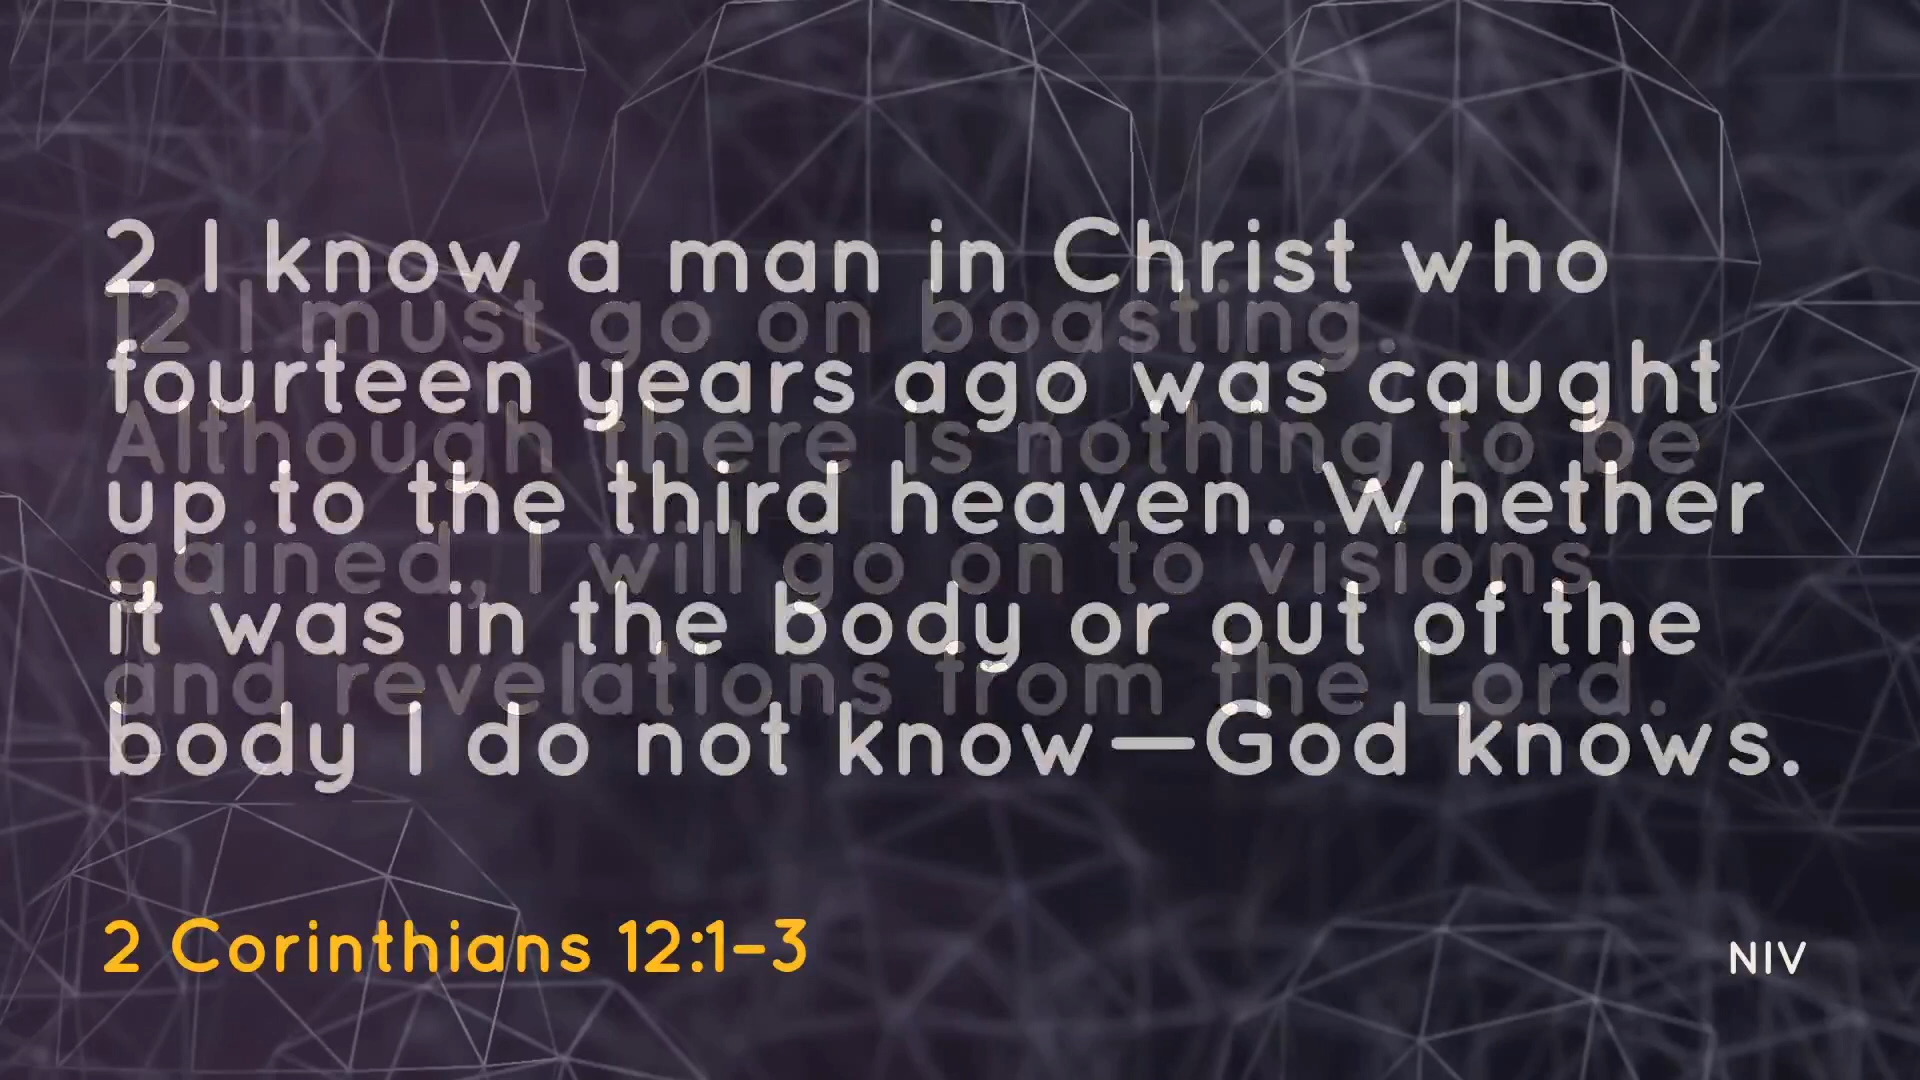 2 I know a man in Christ who
12 I must go on boasting.
fourteen years ago was caught
Although there is nothing to be
up to the third heaven. Whether
gained, I will go on to visions
it was in the body or out of the
and revelations from the Lord.
body I do not know—God knows.
2 Corinthians 12:1–3
NIV